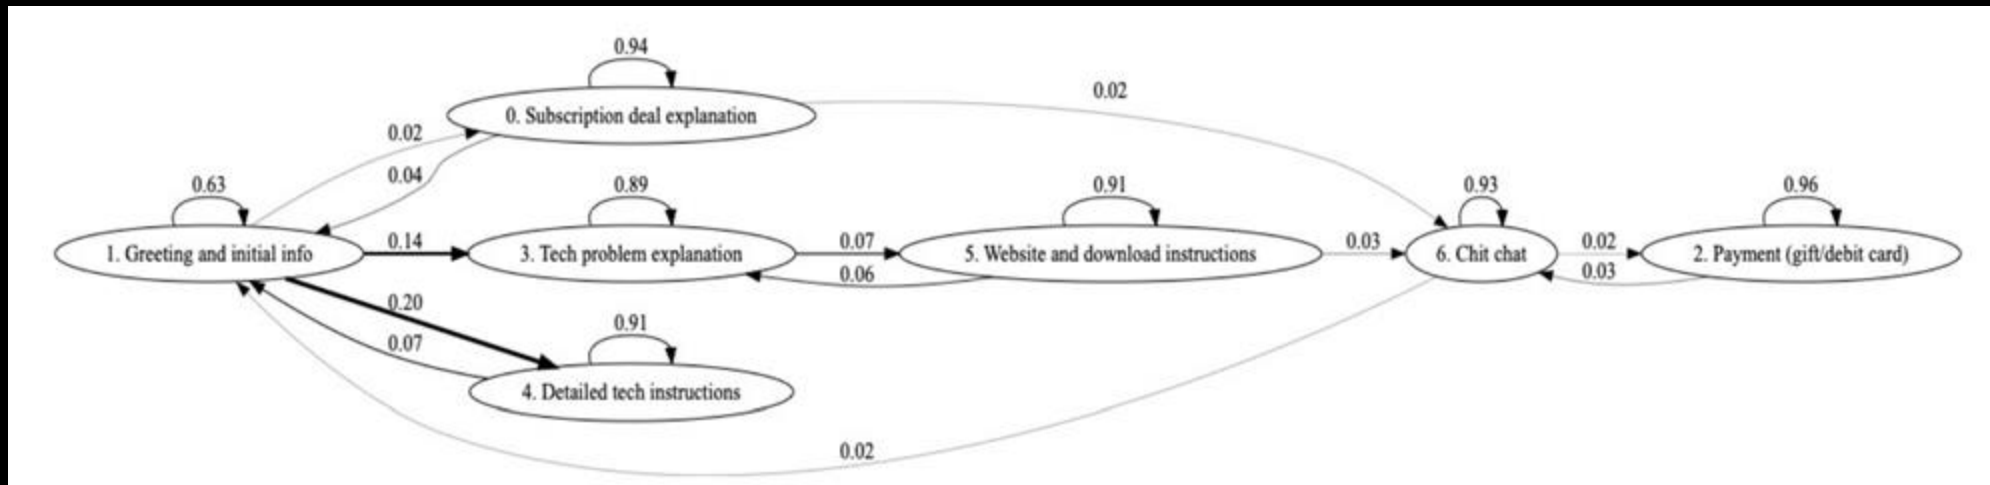 0.94
0. Subscription deal explanation
0.02
0.02
0.04
0.63
0.89
0.91
0.93
0.96
1. Greeting and initial info
0.14
3. Tech problem explanation
0.07
5. Website and download instructions
0.03
6. Chit chat
0.02
2. Payment (gift/debit card)
0.06
0.03
0.20
0.91
0.07
4. Detailed tech instructions
0.02